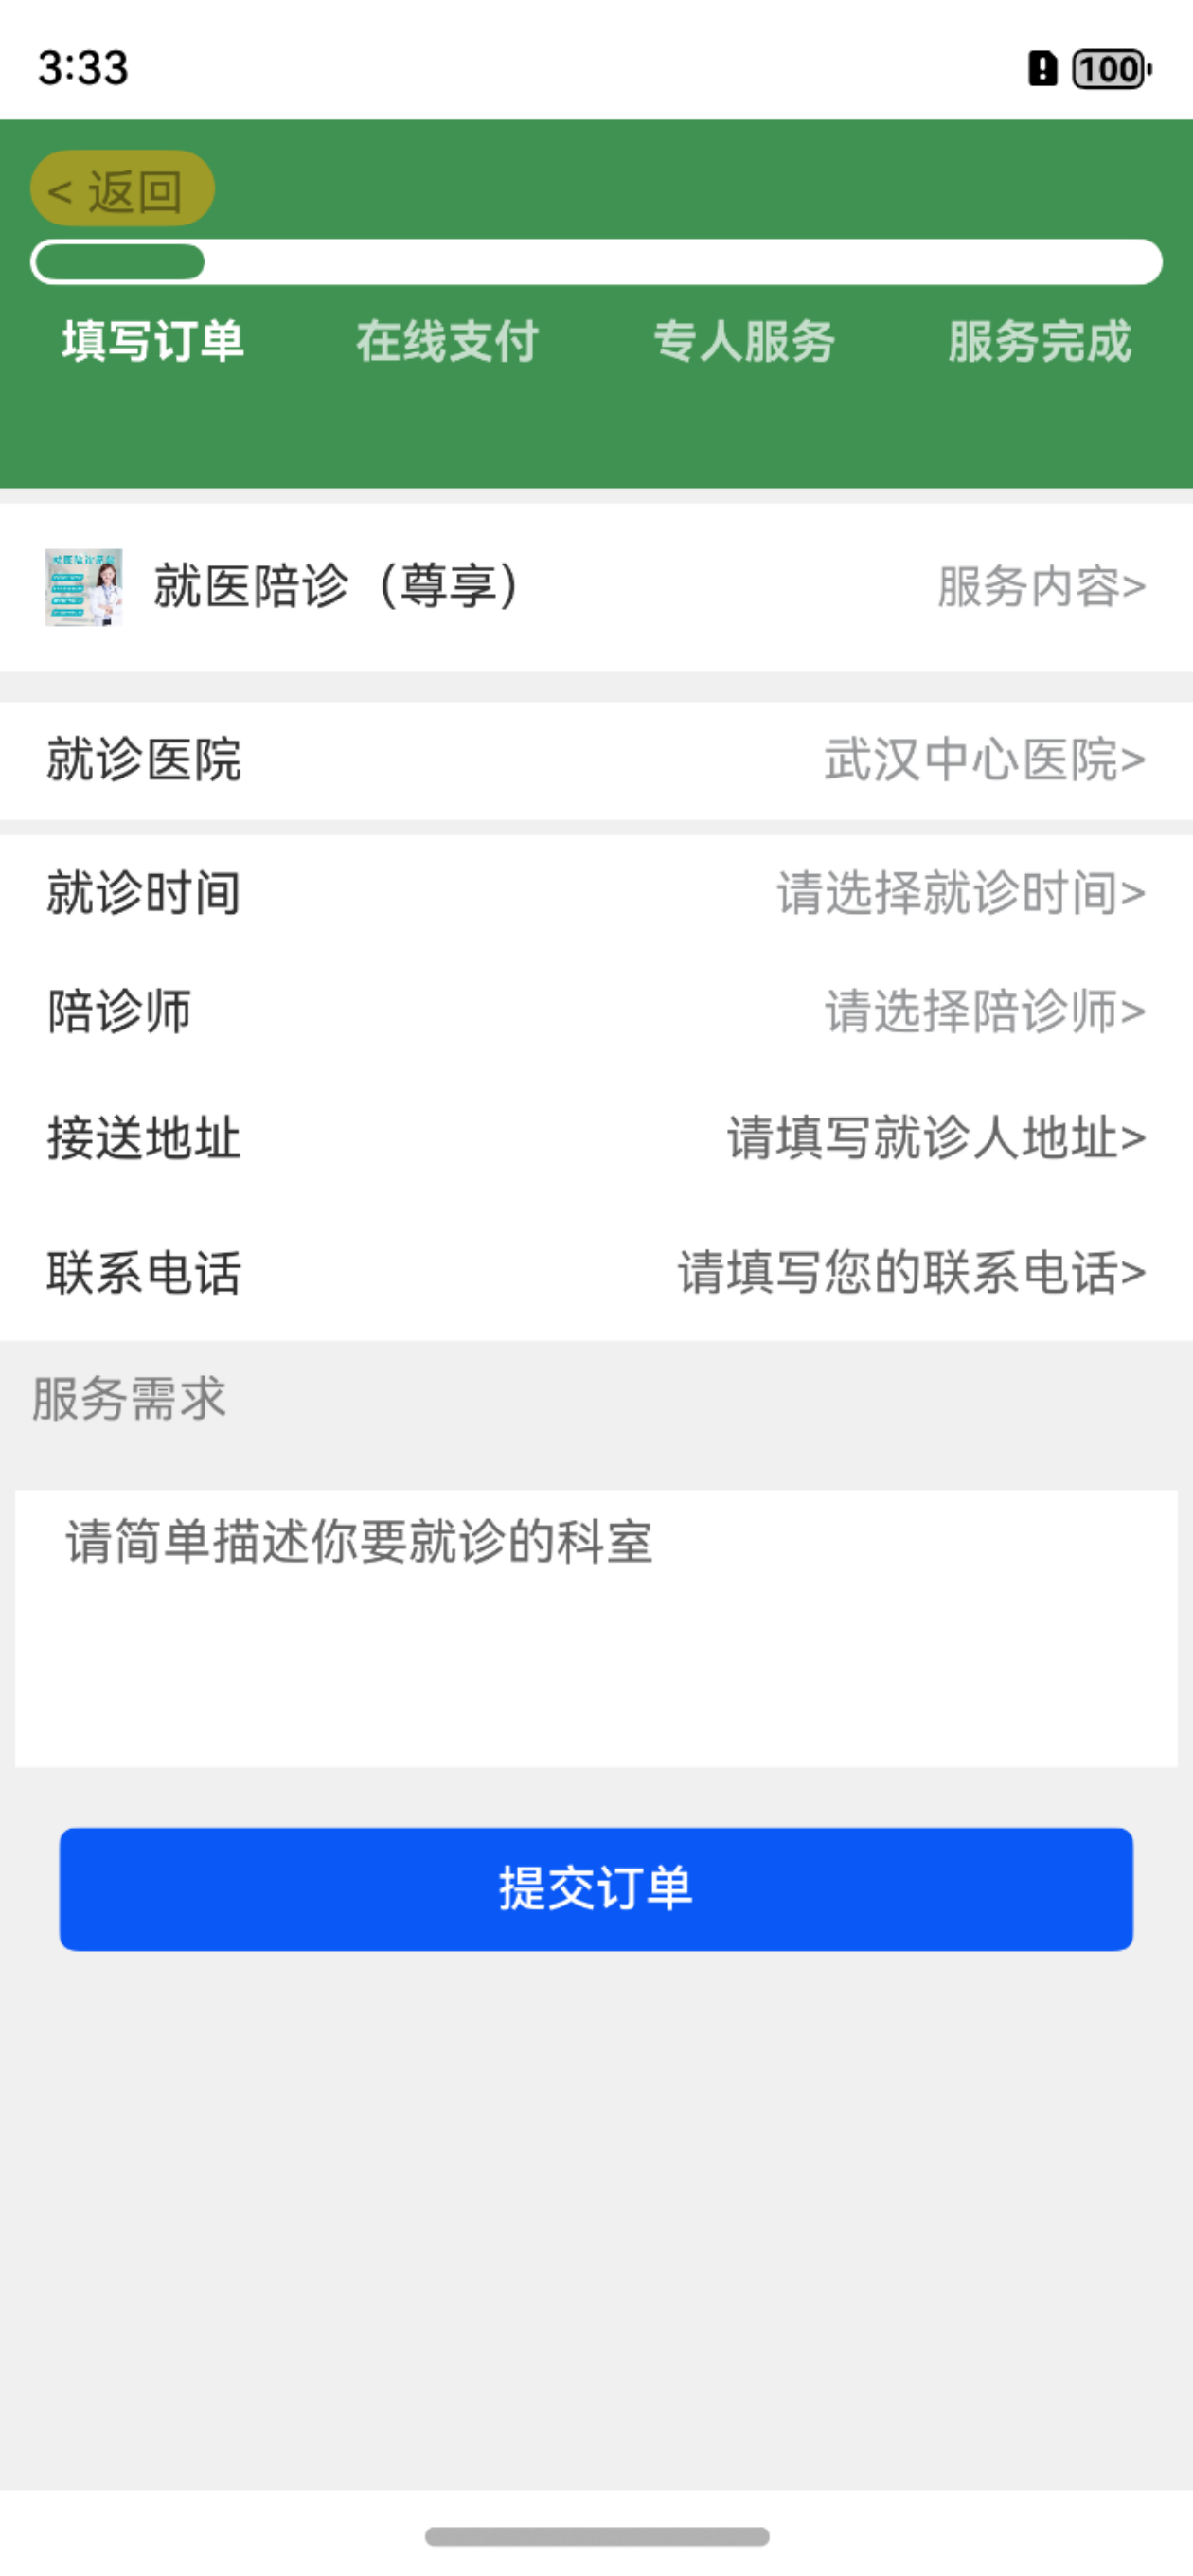 3:33
100
< 返回
填写订单 在线支付 专人服务 服务完成
就医陪诊（尊享） 服务内容>
就诊医院 武汉中心医院>
就诊时间 请选择就诊时间>
陪诊师 请选择陪诊师>
接送地址 请填写就诊人地址>
联系电话 请填写您的联系电话>
服务需求
请简单描述你要就诊的科室
提交订单